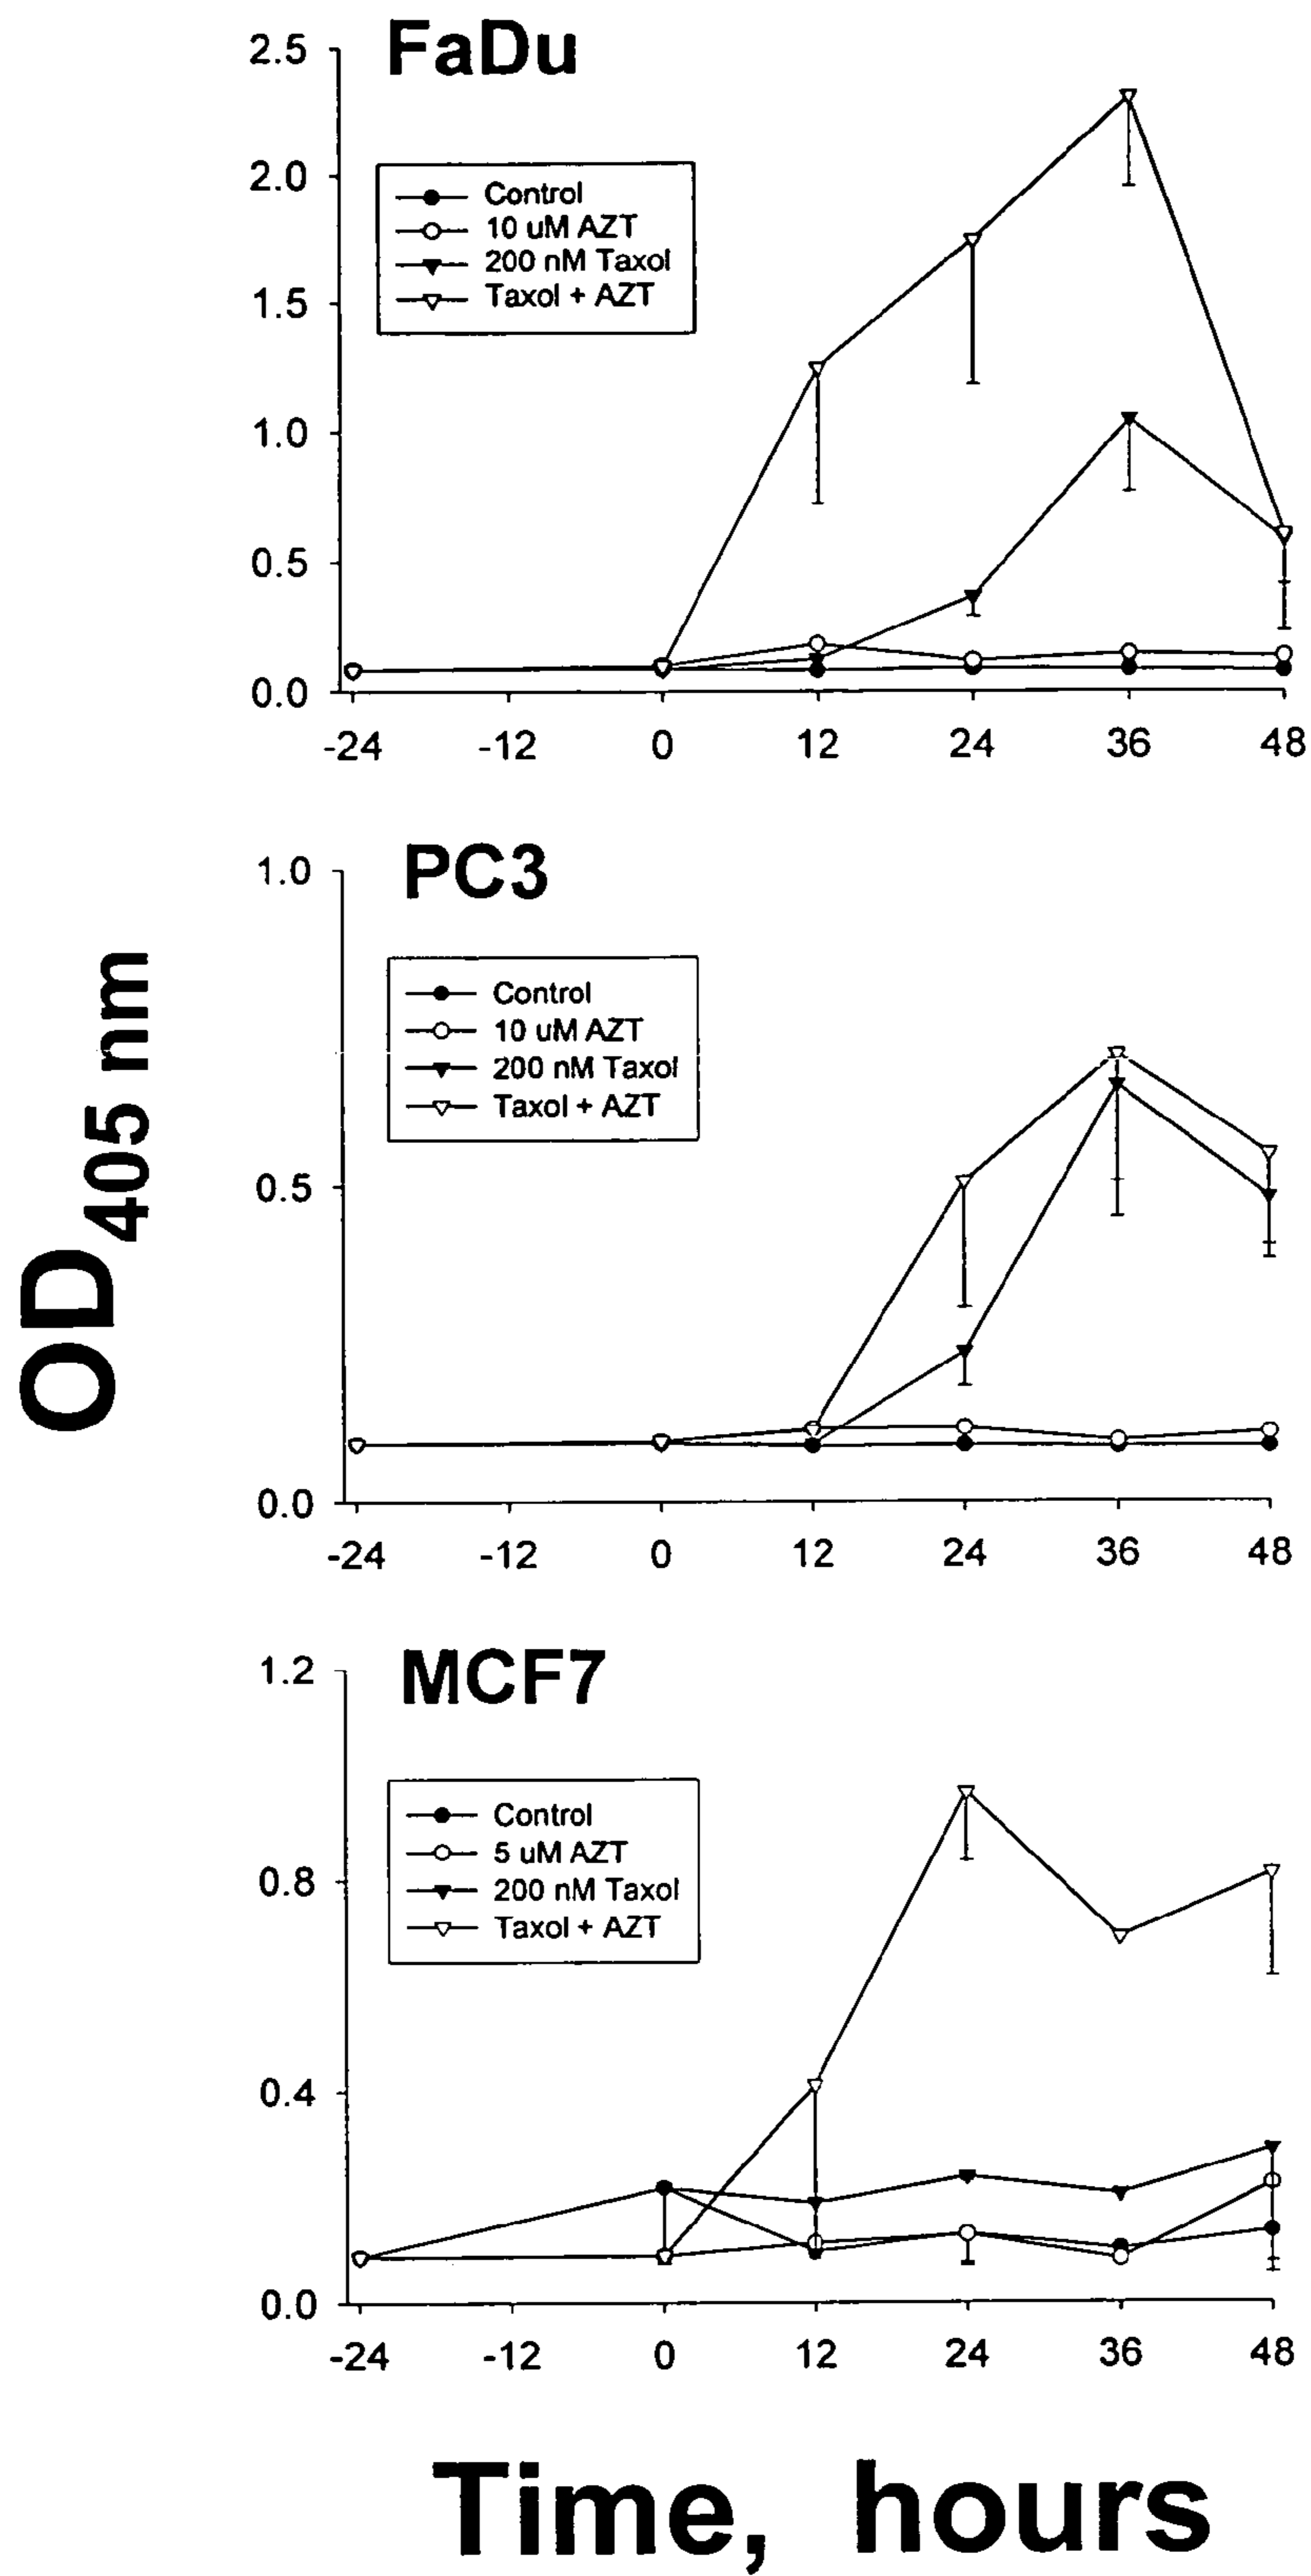 FaDu
2.5
2.0
1.5
1.0
0.5
0.0
Control
10 uM AZT
200 nM Taxol
Taxol + AZT
-24 -12 0 12 24 36 48
OD405 nm
PC3
1.0
0.5
0.0
Control
10 uM AZT
200 nM Taxol
Taxol + AZT
-24 -12 0 12 24 36 48
MCF7
1.2
0.8
0.4
0.0
Control
5 uM AZT
200 nM Taxol
Taxol + AZT
-24 -12 0 12 24 36 48
Time, hours